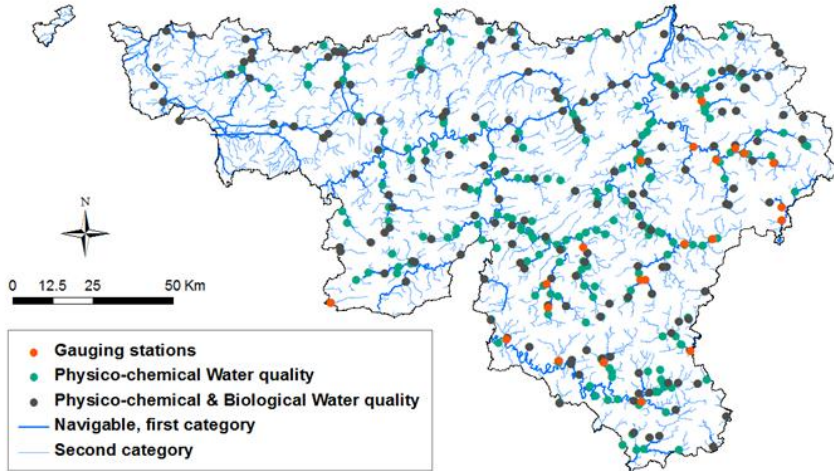 N
0 12.5 25 50 Km
Gauging stations
Physico-chemical Water quality
Physico-chemical & Biological Water quality
Navigable, first category
Second category